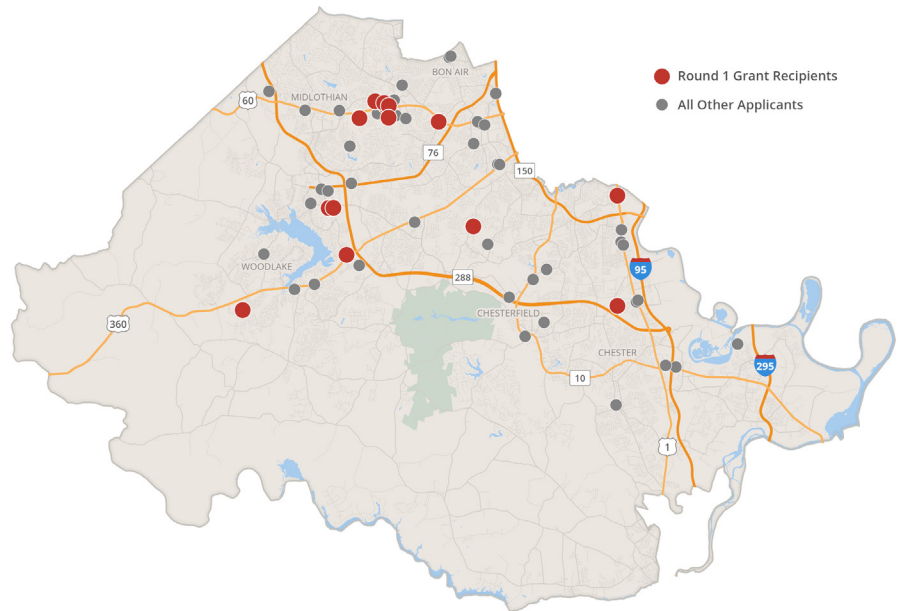 BON AIR
Round 1 Grant Recipients
MIDLOTHIAN
60
All Other Applicants
76
150
WOODLAKE
95
288
CHESTERFIELD
360
CHESTER
295
10
1